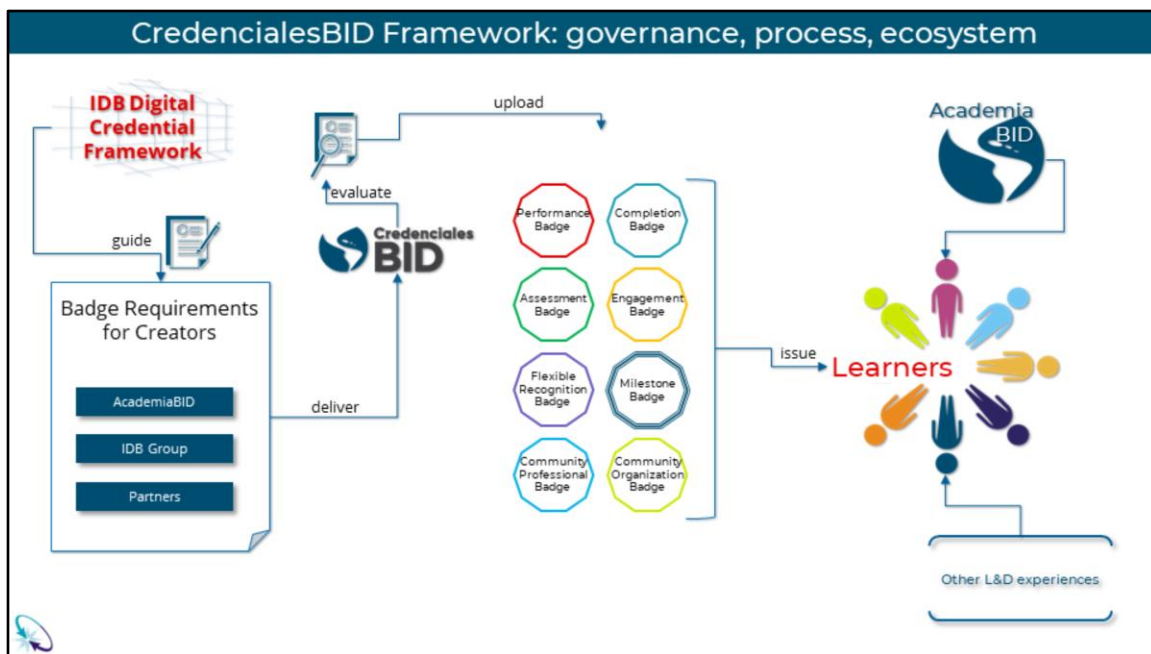 CredencialesBID Framework: governance, process, ecosystem
IDB Digital
Credential
Framework
guide
Badge Requirements
for Creators
AcademiaBID
IDB Group
Partners
deliver
Credenciales
BID
evaluate
upload
Performance
Badge
Completion
Badge
Assessment
Badge
Engagement
Badge
Flexible
Recognition
Badge
Milestone
Badge
Community
Professional
Badge
Community
Organization
Badge
issue
Academia
BID
Learners
Other L&D experiences